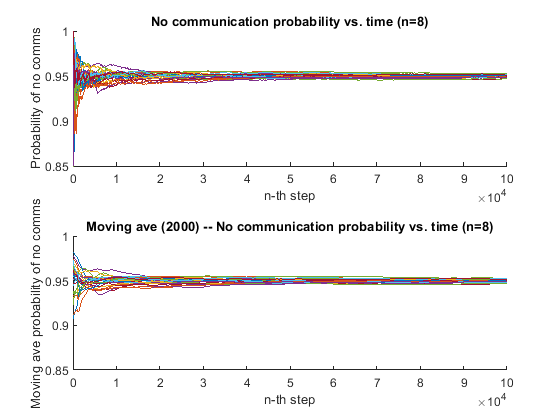 No communication probability vs. time (n=8)
Probability of no comms
1
0.95
0.9
0.85
0 1 2 3 4 5 6 7 8 9 10
n-th step
×10^4
Moving ave (2000) -- No communication probability vs. time (n=8)
Moving ave probability of no comms
1
0.95
0.9
0.85
0 1 2 3 4 5 6 7 8 9 10
n-th step
×10^4